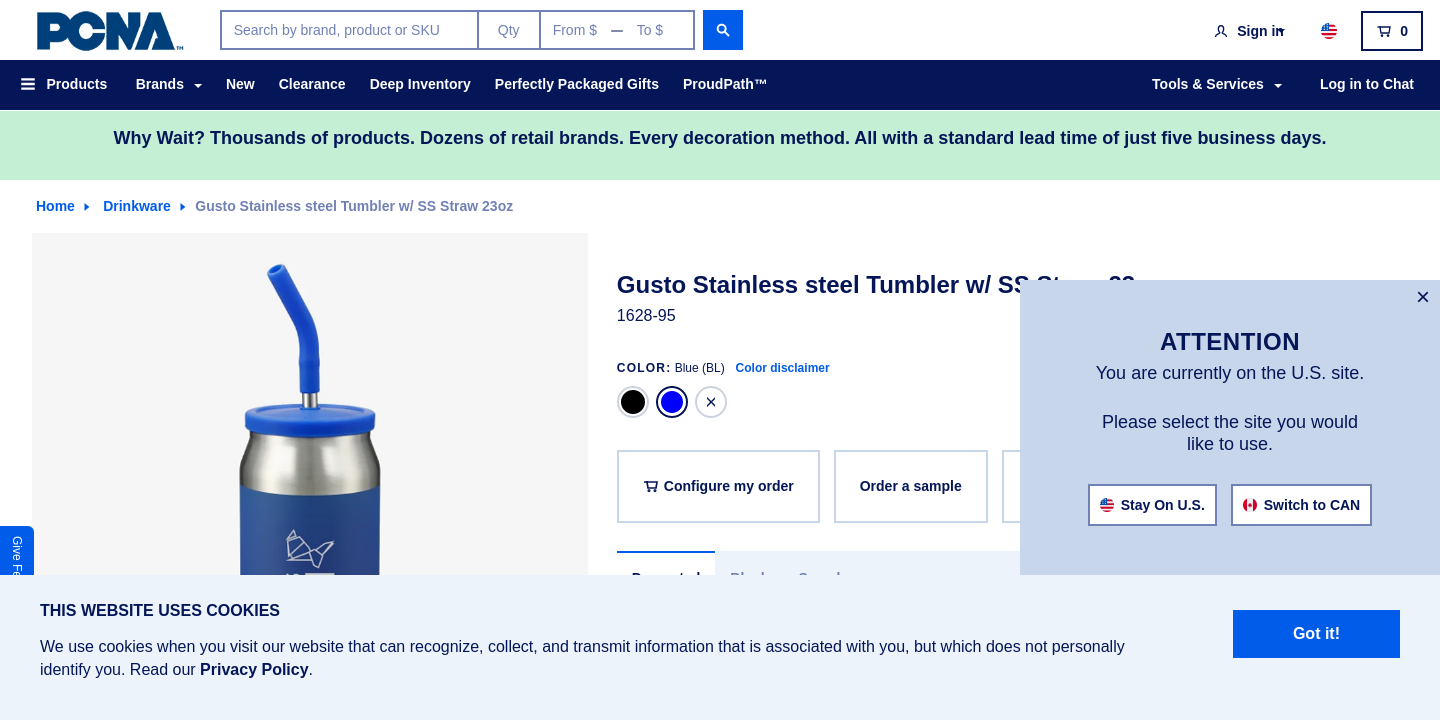 PCNA™
Search by brand, product or SKU
Qty
From $ — To $
Sign in
0
Products
Brands
New
Clearance
Deep Inventory
Perfectly Packaged Gifts
ProudPath™
Tools & Services
Log in to Chat
Why Wait? Thousands of products. Dozens of retail brands. Every decoration method. All with a standard lead time of just five business days.
Home
Drinkware
Gusto Stainless steel Tumbler w/ SS Straw 23oz
Gusto Stainless steel Tumbler w/ SS
1628-95
COLOR: Blue (BL) Color disclaimer
Configure my order
Order a sample
ATTENTION
You are currently on the U.S. site.
Please select the site you would
like to use.
Stay On U.S.
Switch to CAN
Give
THIS WEBSITE USES COOKIES
We use cookies when you visit our website that can recognize, collect, and transmit information that is associated with you, but which does not personally
identify you. Read our Privacy Policy.
Got it!